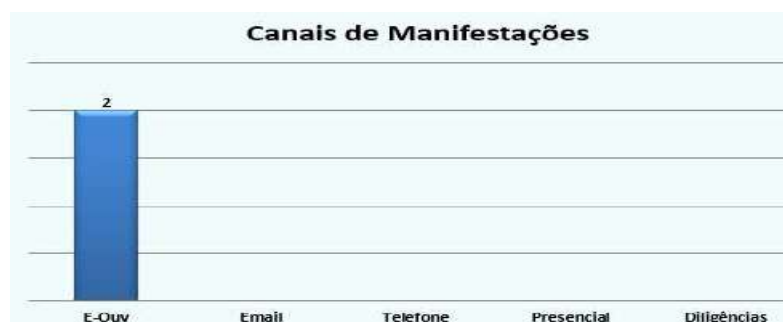 Canais de Manifestações
2
E-Ouv Email Telefone Presencial Diligências